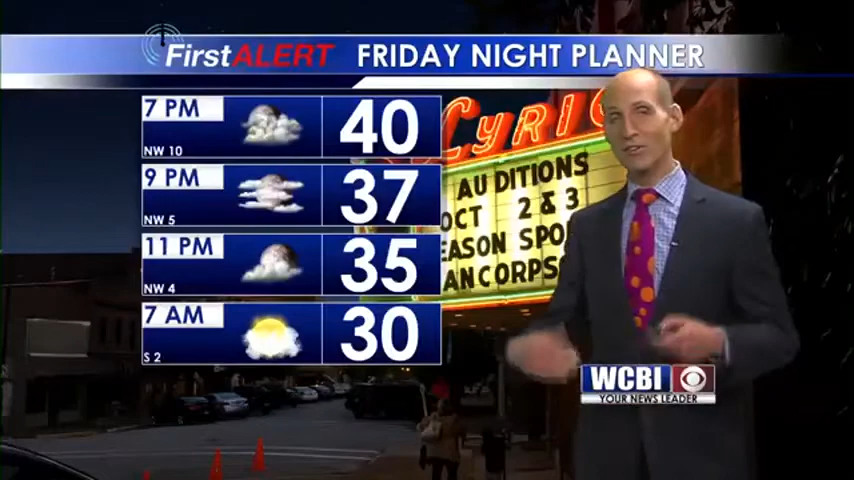 FirstALERT FRIDAY NIGHT PLANNER
7 PM
NW 10
40
9 PM
NW 5
37
11 PM
NW 4
35
7 AM
S 2
30
LYRIC
AUDITIONS
OCT 2 & 3
EASON SPO
ANCORPS
WCBI
YOUR NEWS LEADER